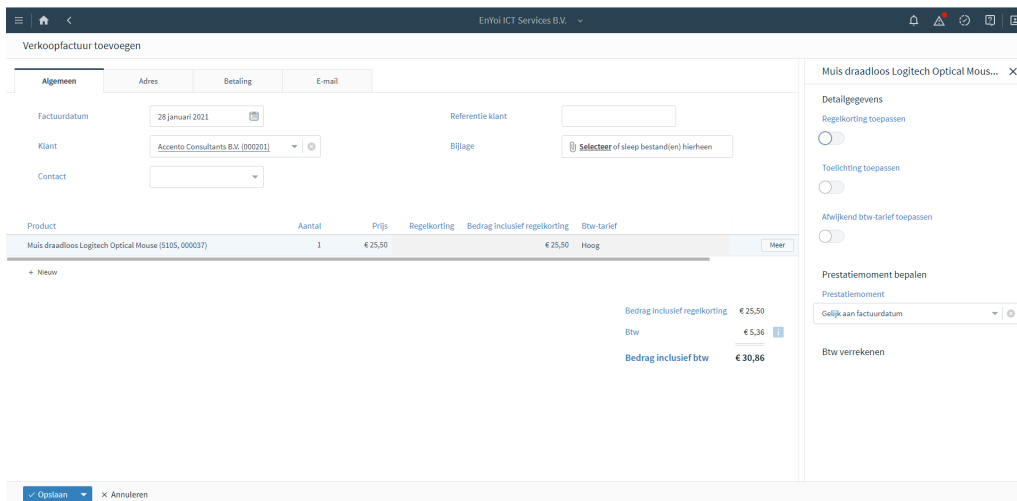 EnYoi ICT Services B.V.
Verkoopfactuur toevoegen
Algemeen Adres Betaling E-mail
Factuurdatum 28 januari 2021 Referentie klant
Klant Accento Consultants B.V. (000201) Bijlage Selecteer of sleep bestand(en) hierheen
Contact
Product Aantal Prijs Regelkorting Bedrag inclusief regelkorting Btw-tarief
Muis draadloos Logitech Optical Mouse (5105, 000037) 1 € 25,50 € 25,50 Hoog Meer
+ Nieuw
Bedrag inclusief regelkorting € 25,50
Btw € 5,36 i
Bedrag inclusief btw € 30,86
Opslaan Annuleren
Muis draadloos Logitech Optical Mous...
Detailgegevens
Regelkorting toepassen
Toelichting toepassen
Afwijkend btw-tarief toepassen
Prestatiemoment bepalen
Prestatiemoment
Gelijk aan factuurdatum
Btw verrekenen